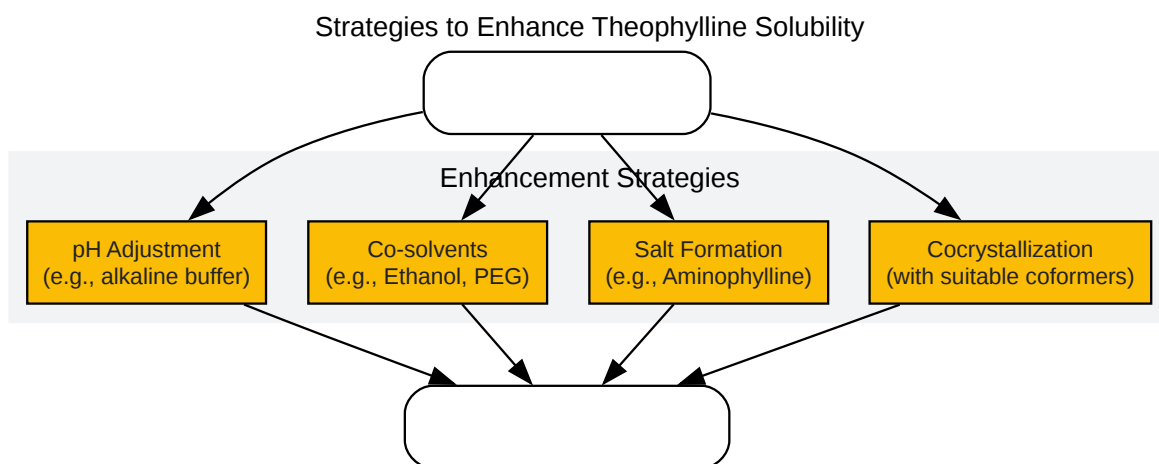 Strategies to Enhance Theophylline Solubility
Enhancement Strategies
pH Adjustment
(e.g., alkaline buffer)
Co-solvents
(e.g., Ethanol, PEG)
Salt Formation
(e.g., Aminophylline)
Cocrystallization
(with suitable coformers)